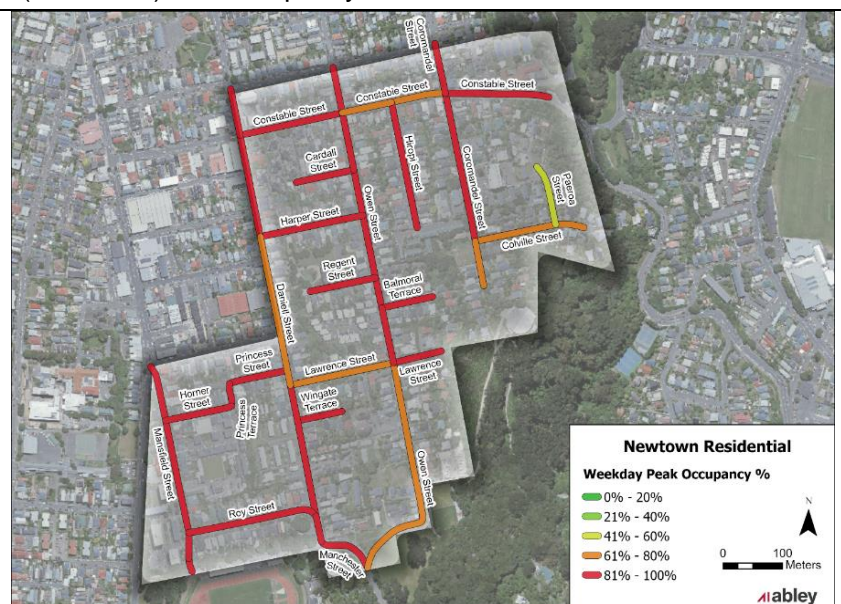 Coromandel
Street
Constable Street
Constable Street
Constable Street
Cardall
Street
Hiropi Street
Owen Street
Coromandel Street
Paeroa
Street
Harper Street
Colville Street
Regent
Street
Balmoral
Terrace
Daniell Street
Princess
Street
Lawrence Street
Lawrence
Street
Horner
Street
Princess
Terrace
Wingate
Terrace
Mansfield Street
Owen Street
Roy Street
Manchester
Street
Newtown Residential
Weekday Peak Occupancy %
0% - 20%
21% - 40%
41% - 60%
61% - 80%
81% - 100%
N
0 100
Meters
abley